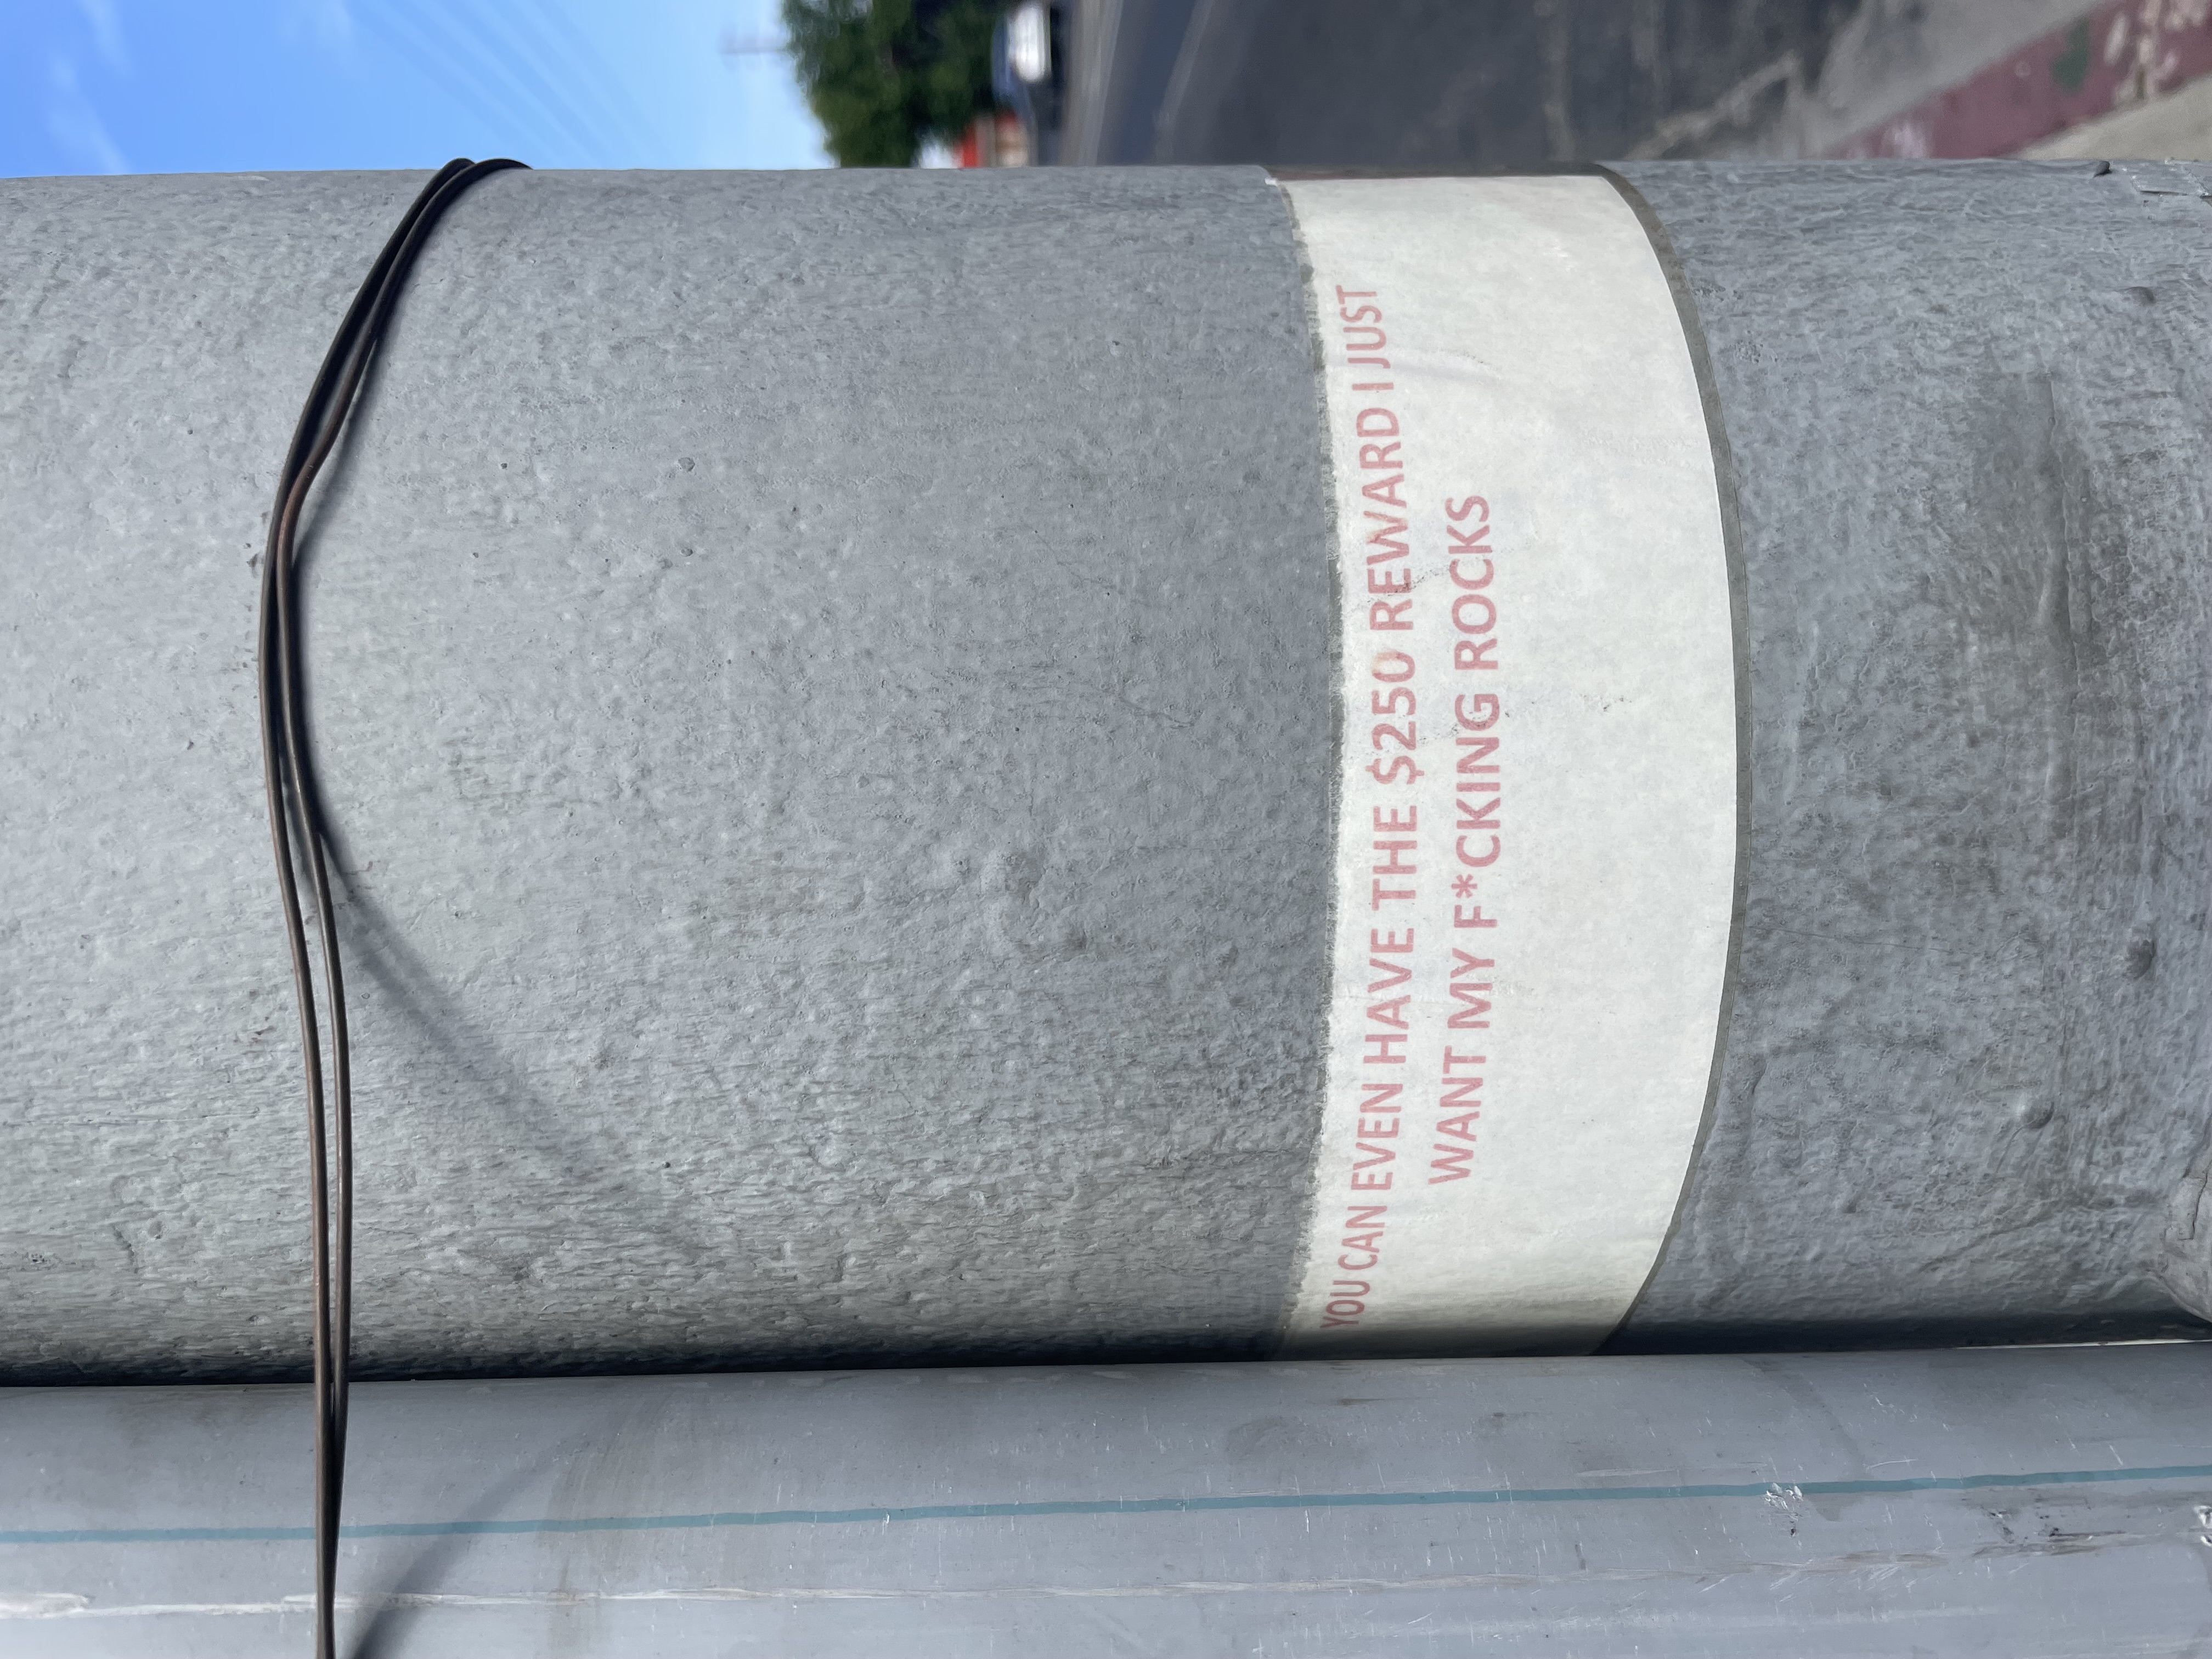 YOU CAN EVEN HAVE THE $250 REWARD I JUST
WANT MY F*CKING ROCKS